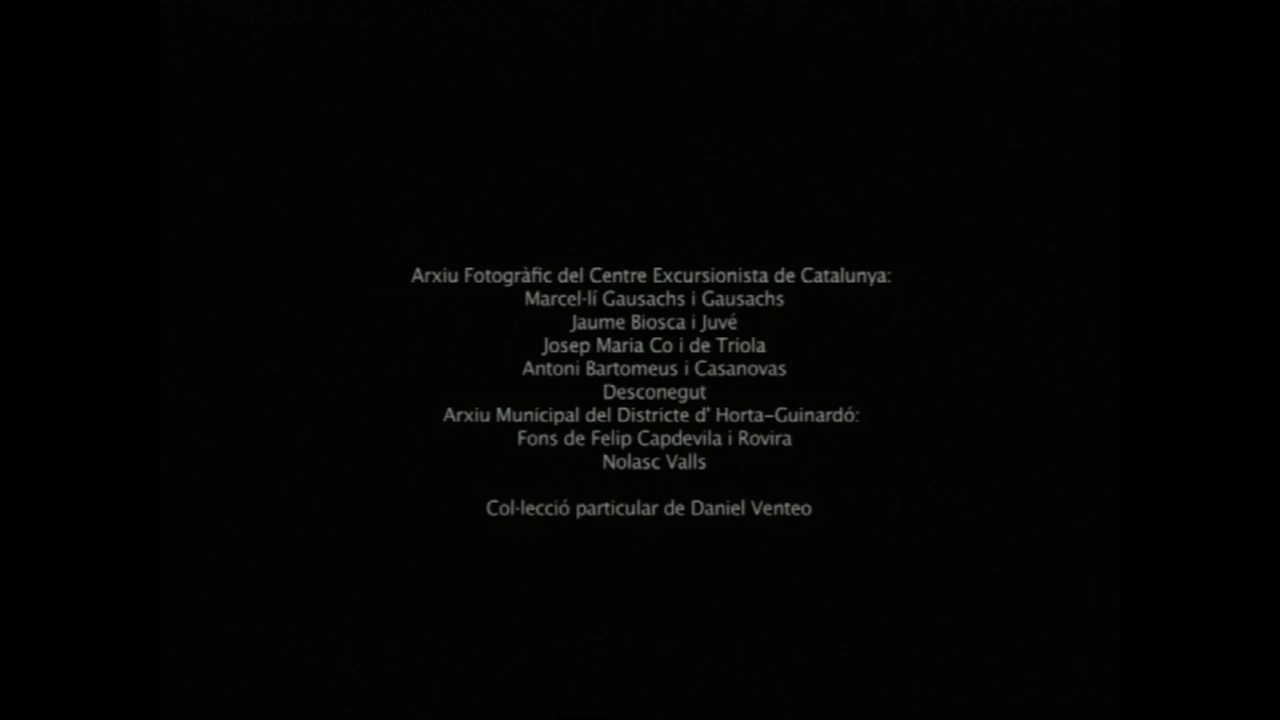 Arxiu Fotogràfic del Centre Excursionista de Catalunya:
Marcel·lí Gausachs i Gausachs
Jaume Biosca i Juvé
Josep Maria Co i de Triola
Antoni Bartomeus i Casanovas
Desconegut
Arxiu Municipal del Districte d' Horta-Guinardó:
Fons de Felip Capdevila i Rovira
Nolasc Valls
Col·lecció particular de Daniel Venteo